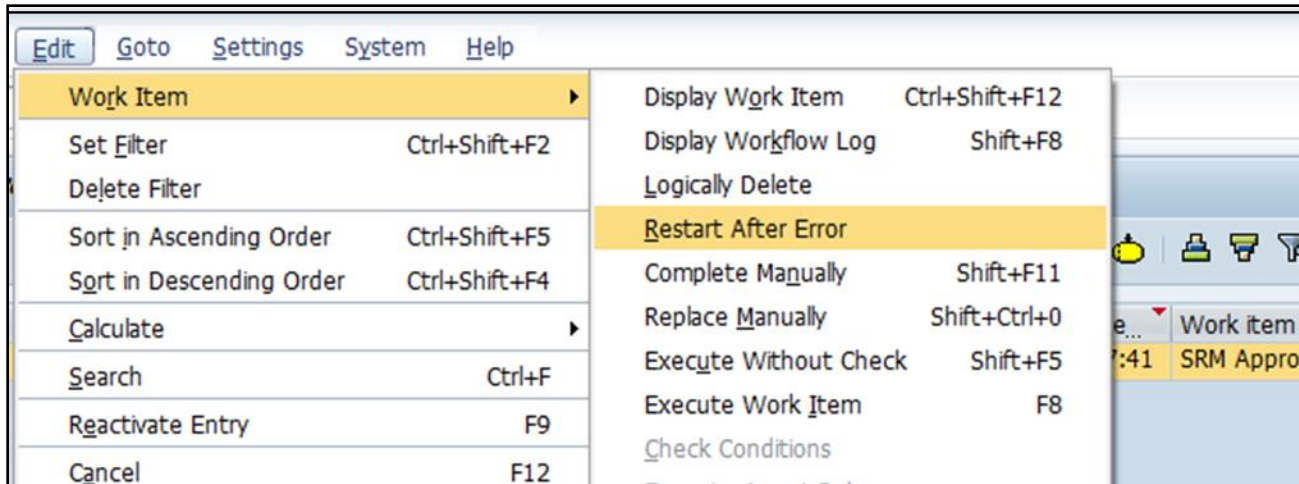 Edit Goto Settings System Help
Work Item
Set Filter Ctrl+Shift+F2
Delete Filter
Sort in Ascending Order Ctrl+Shift+F5
Sort in Descending Order Ctrl+Shift+F4
Calculate
Search Ctrl+F
Reactivate Entry F9
Cancel F12
Display Work Item Ctrl+Shift+F12
Display Workflow Log Shift+F8
Logically Delete
Restart After Error
Complete Manually Shift+F11
Replace Manually Shift+Ctrl+0
Execute Without Check Shift+F5
Execute Work Item F8
Check Conditions
e... Work item
7:41 SRM Appro